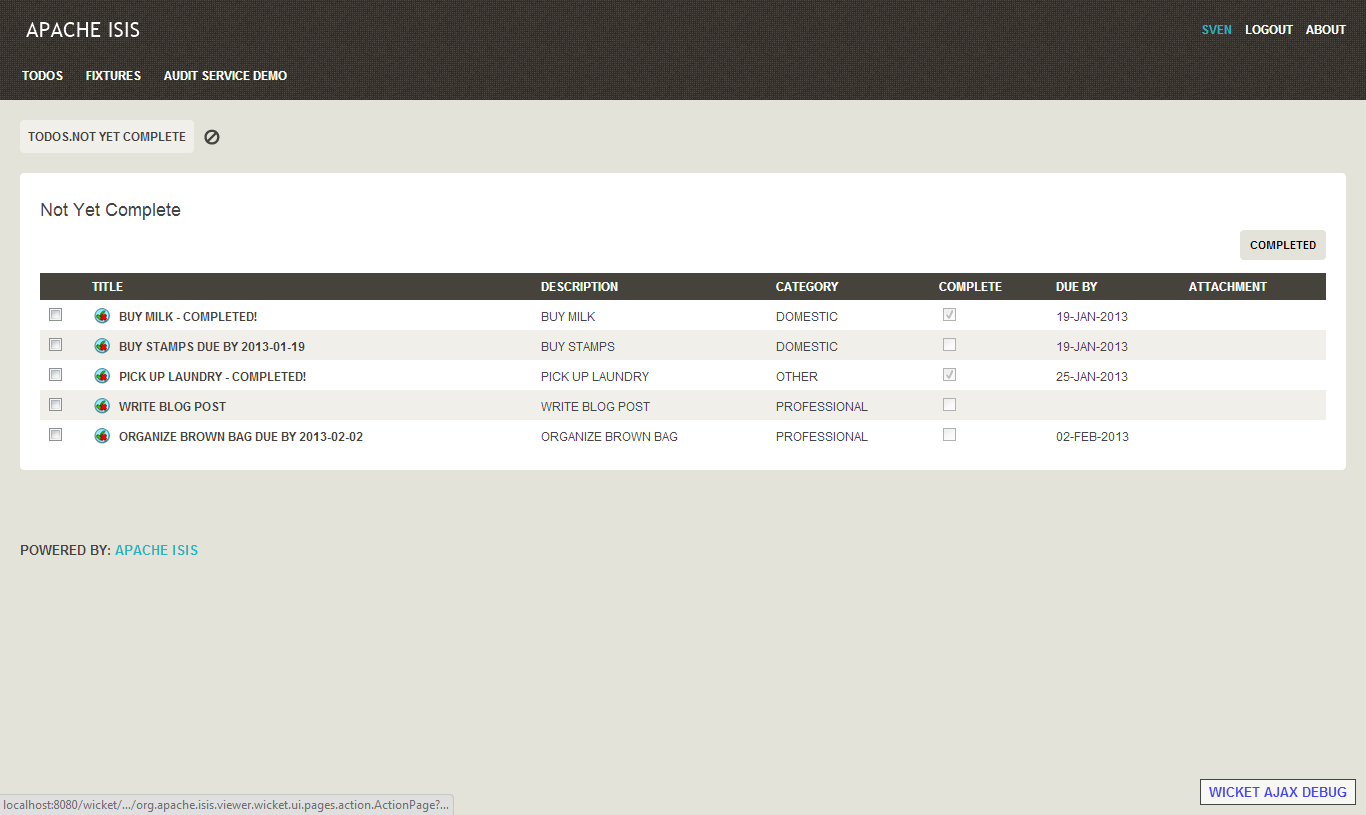 APACHE ISIS
SVEN LOGOUT ABOUT
TODOS FIXTURES AUDIT SERVICE DEMO
TODOS.NOT YET COMPLETE
Not Yet Complete
COMPLETED
TITLE DESCRIPTION CATEGORY COMPLETE DUE BY ATTACHMENT
BUY MILK - COMPLETED! BUY MILK DOMESTIC 19-JAN-2013
BUY STAMPS DUE BY 2013-01-19 BUY STAMPS DOMESTIC 19-JAN-2013
PICK UP LAUNDRY - COMPLETED! PICK UP LAUNDRY OTHER 25-JAN-2013
WRITE BLOG POST WRITE BLOG POST PROFESSIONAL
ORGANIZE BROWN BAG DUE BY 2013-02-02 ORGANIZE BROWN BAG PROFESSIONAL 02-FEB-2013
POWERED BY: APACHE ISIS
WICKET AJAX DEBUG
localhost:8080/wicket/.../org.apache.isis.viewer.wicket.ui.pages.action.ActionPage?...